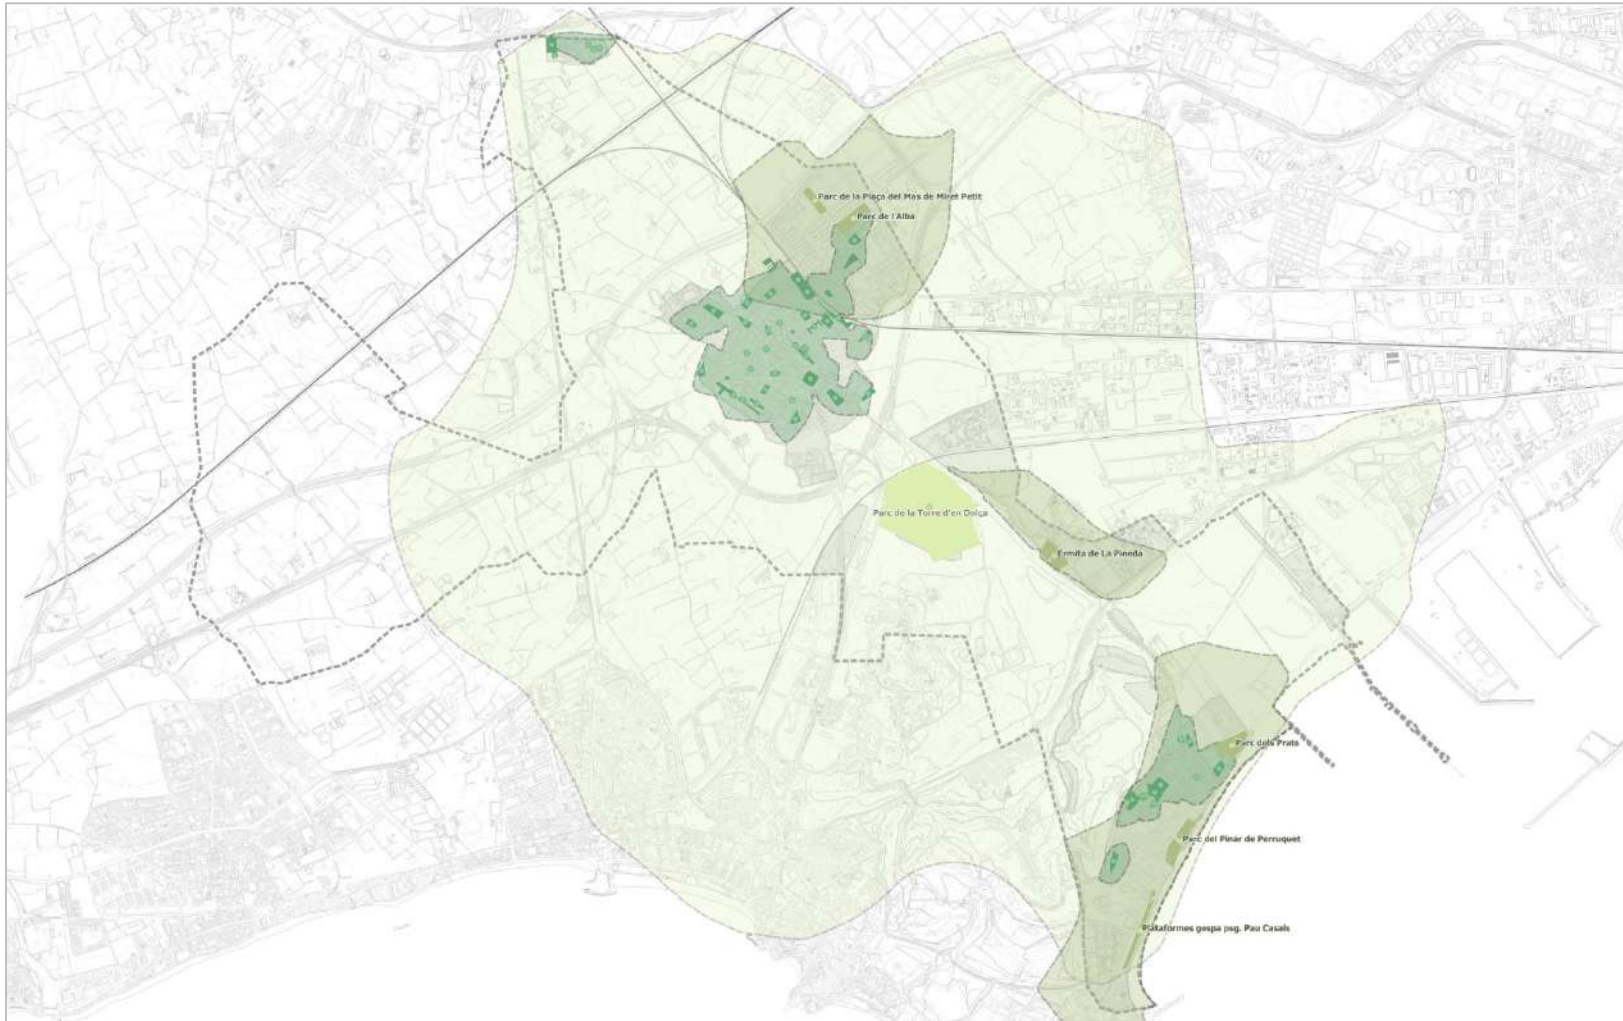 Parc de la Plaça del Mas de Miret Petit
Parc de l'Alba
Parc de la Torre d'en Dolça
Ermita de La Pineda
Parc dels Prats
Parc del Pinar de Perruquet
Plataformes gespa psg. Pau Casals